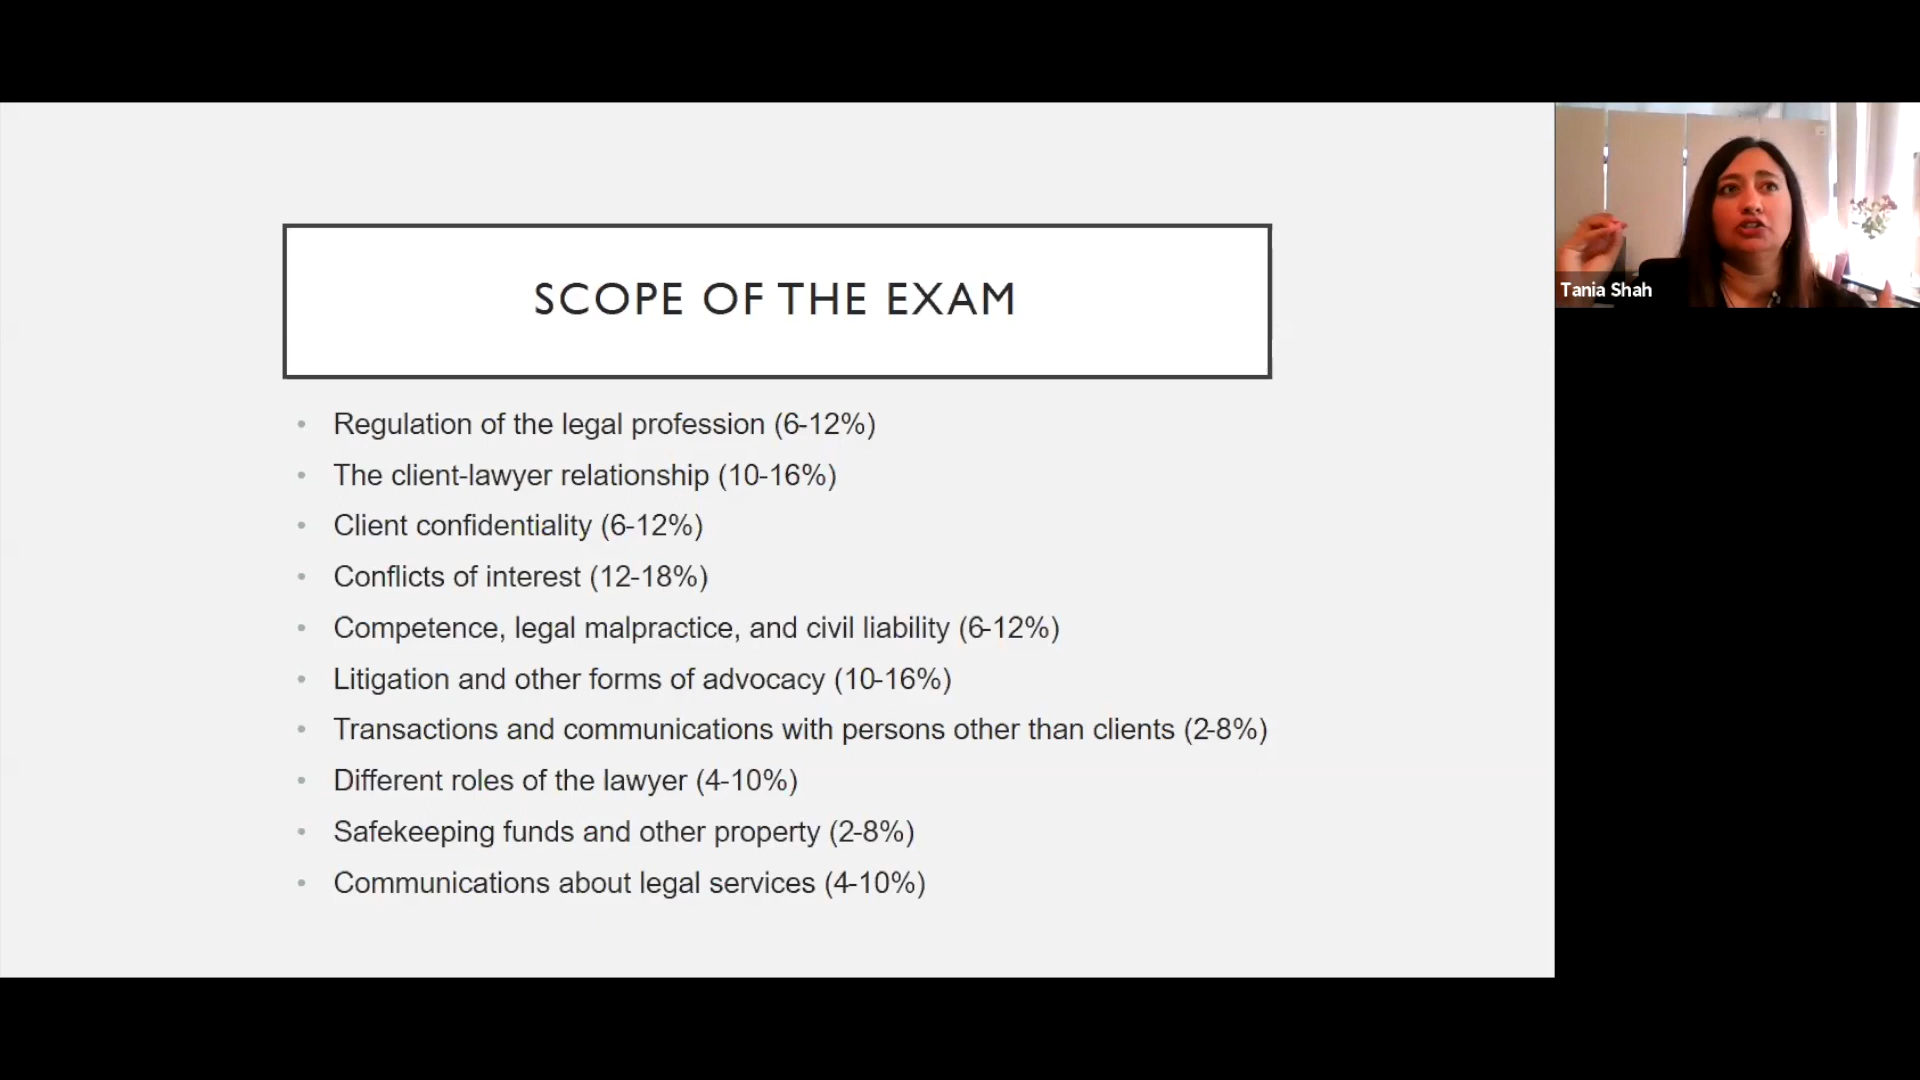 SCOPE OF THE EXAM
• Regulation of the legal profession (6-12%)
• The client-lawyer relationship (10-16%)
• Client confidentiality (6-12%)
• Conflicts of interest (12-18%)
• Competence, legal malpractice, and civil liability (6-12%)
• Litigation and other forms of advocacy (10-16%)
• Transactions and communications with persons other than clients (2-8%)
• Different roles of the lawyer (4-10%)
• Safekeeping funds and other property (2-8%)
• Communications about legal services (4-10%)
Tania Shah